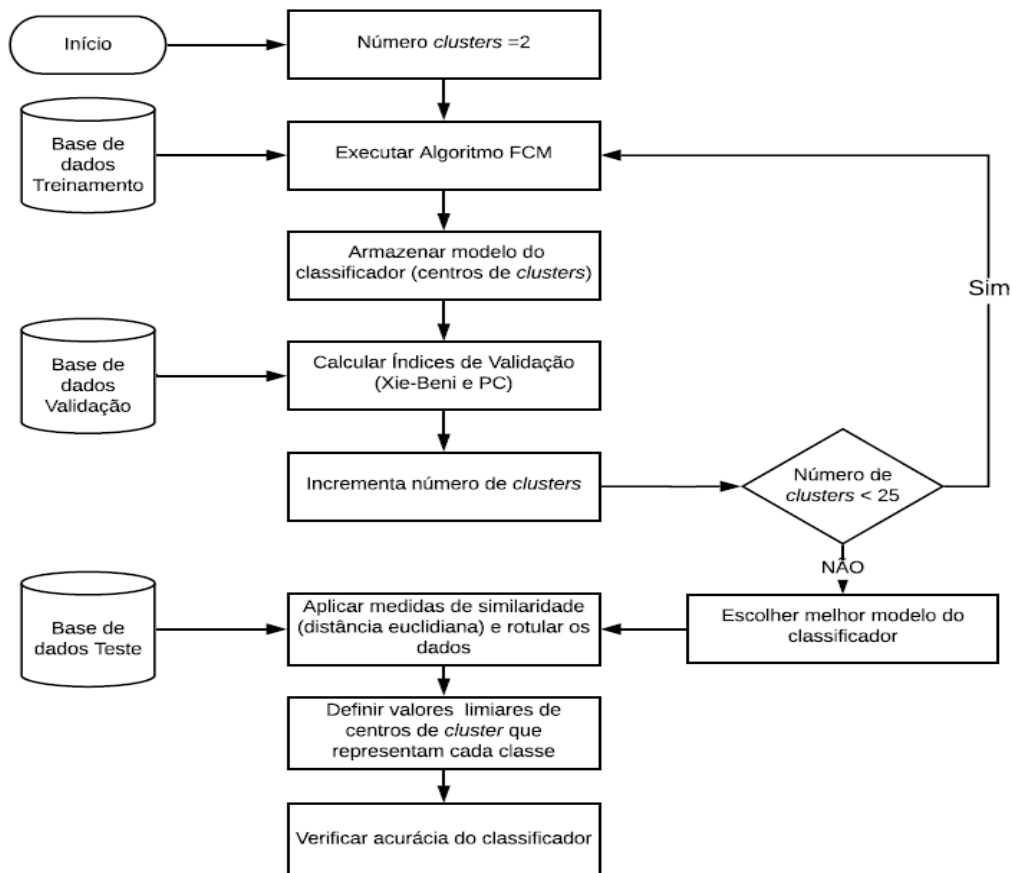 Início
Número clusters =2
Base de
dados
Treinamento
Executar Algoritmo FCM
Armazenar modelo do
classificador (centros de clusters)
Sim
Base de
dados
Validação
Calcular Índices de Validação
(Xie-Beni e PC)
Incrementa número de clusters
Número de
clusters < 25
NÃO
Escolher melhor modelo do
classificador
Base de
dados Teste
Aplicar medidas de similaridade
(distância euclidiana) e rotular os
dados
Definir valores limiares de
centros de cluster que
representam cada classe
Verificar acurácia do classificador